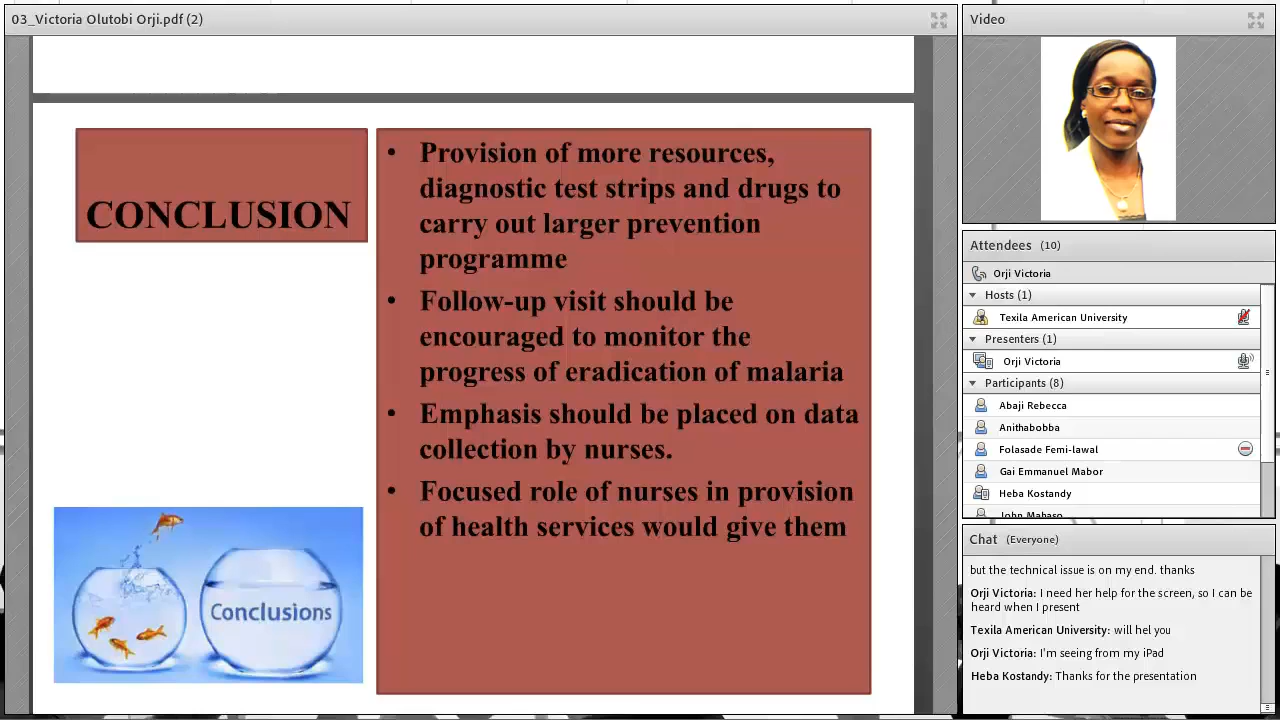 03_Victoria Olutobi Orji.pdf (2)
CONCLUSION
• Provision of more resources,
diagnostic test strips and drugs to
carry out larger prevention
programme
• Follow-up visit should be
encouraged to monitor the
progress of eradication of malaria
• Emphasis should be placed on data
collection by nurses.
• Focused role of nurses in provision
of health services would give them
Conclusions
Video
Attendees (10)
Orji Victoria
Hosts (1)
Texila American University
Presenters (1)
Orji Victoria
Participants (8)
Abaji Rebecca
Anithabobba
Folasade Femi-lawal
Gai Emmanuel Mabor
Heba Kostandy
John Mabaso
Chat (Everyone)
but the technical issue is on my end. thanks
Orji Victoria: I need her help for the screen, so I can be
heard when I present
Texila American University: will hel you
Orji Victoria: I'm seeing from my iPad
Heba Kostandy: Thanks for the presentation